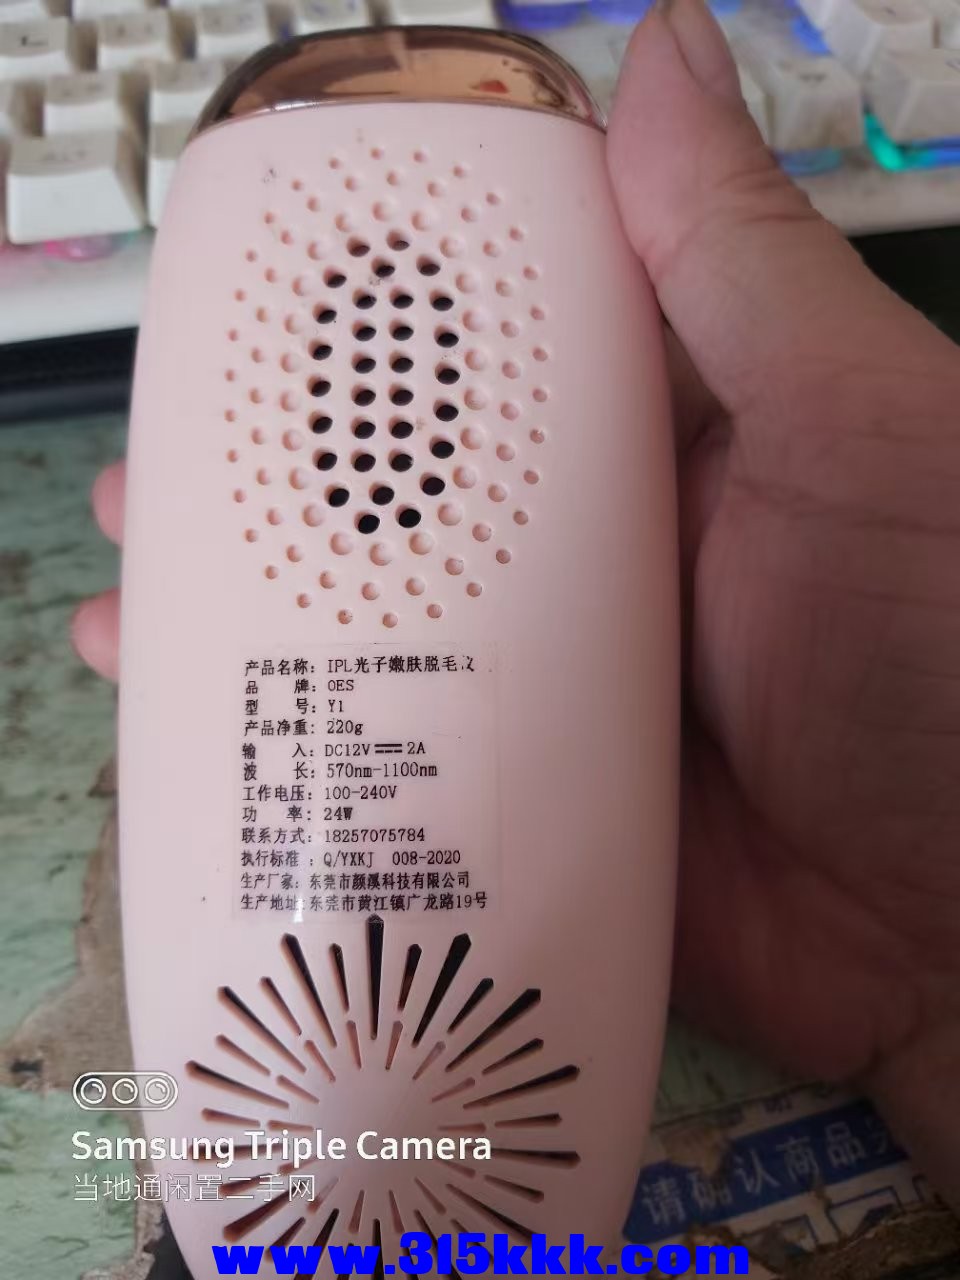 产品名称：IPL光子嫩肤脱毛仪
品　　牌：OES
型　　号：Y1
产品净重：220g
输　　入：DC12V 2A
波　　长：570nm-1100nm
工作电压：100-240V
功　　率：24W
联系方式：18257075784
执行标准：Q/YXKJ 008-2020
生产厂家：东莞市颜溪科技有限公司
生产地址：东莞市黄江镇广龙路19号
Samsung Triple Camera
当地通闲置二手网
请确认商品
www.315kkk.com